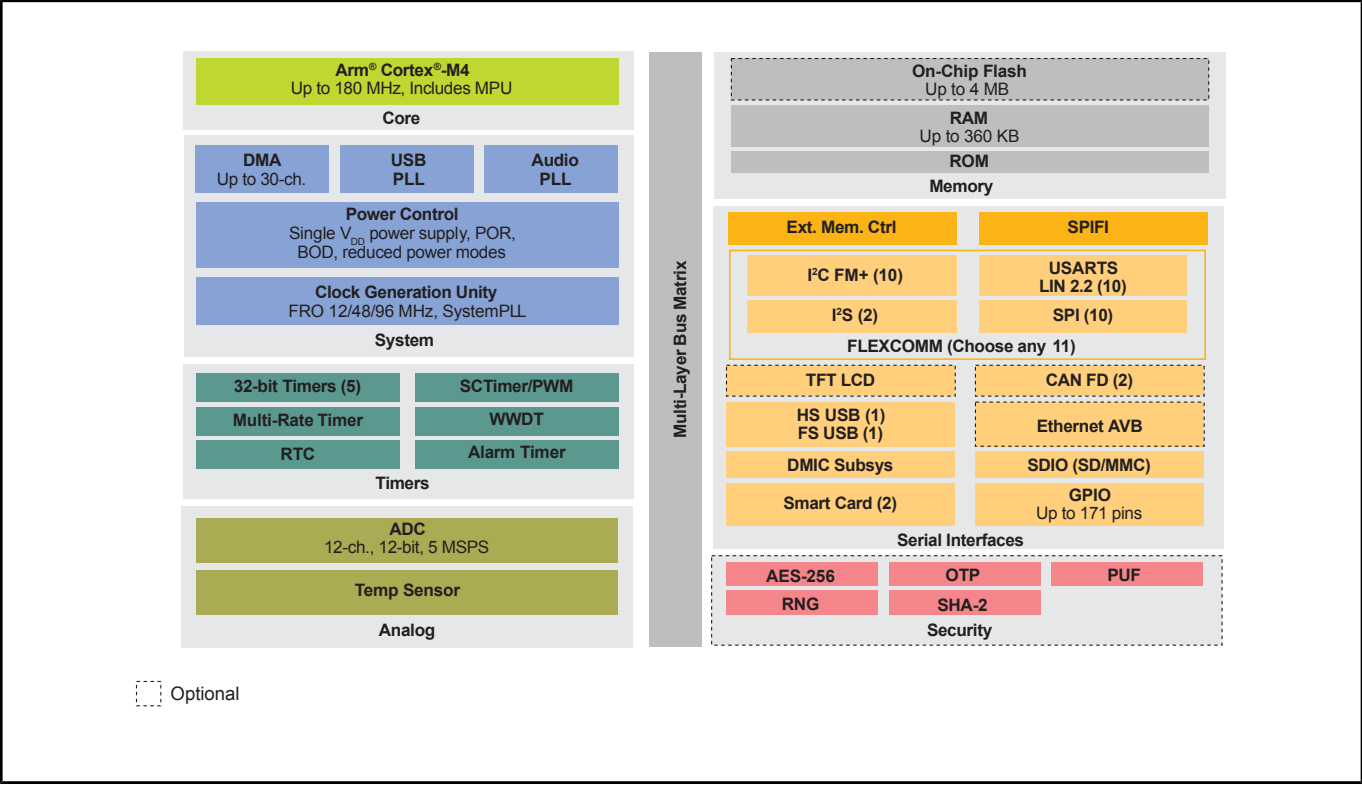 Arm® Cortex®-M4
Up to 180 MHz, Includes MPU
Core
DMA
Up to 30-ch.
USB
PLL
Audio
PLL
Power Control
Single VDD power supply, POR,
BOD, reduced power modes
Clock Generation Unity
FRO 12/48/96 MHz, SystemPLL
System
32-bit Timers (5)
SCTimer/PWM
Multi-Rate Timer
WWDT
RTC
Alarm Timer
Timers
ADC
12-ch., 12-bit, 5 MSPS
Temp Sensor
Analog
Multi-Layer Bus Matrix
On-Chip Flash
Up to 4 MB
RAM
Up to 360 KB
ROM
Memory
Ext. Mem. Ctrl
SPIFI
I²C FM+ (10)
USARTS
LIN 2.2 (10)
I²S (2)
SPI (10)
FLEXCOMM (Choose any 11)
TFT LCD
CAN FD (2)
HS USB (1)
FS USB (1)
Ethernet AVB
DMIC Subsys
SDIO (SD/MMC)
Smart Card (2)
GPIO
Up to 171 pins
Serial Interfaces
AES-256
OTP
PUF
RNG
SHA-2
Security
Optional